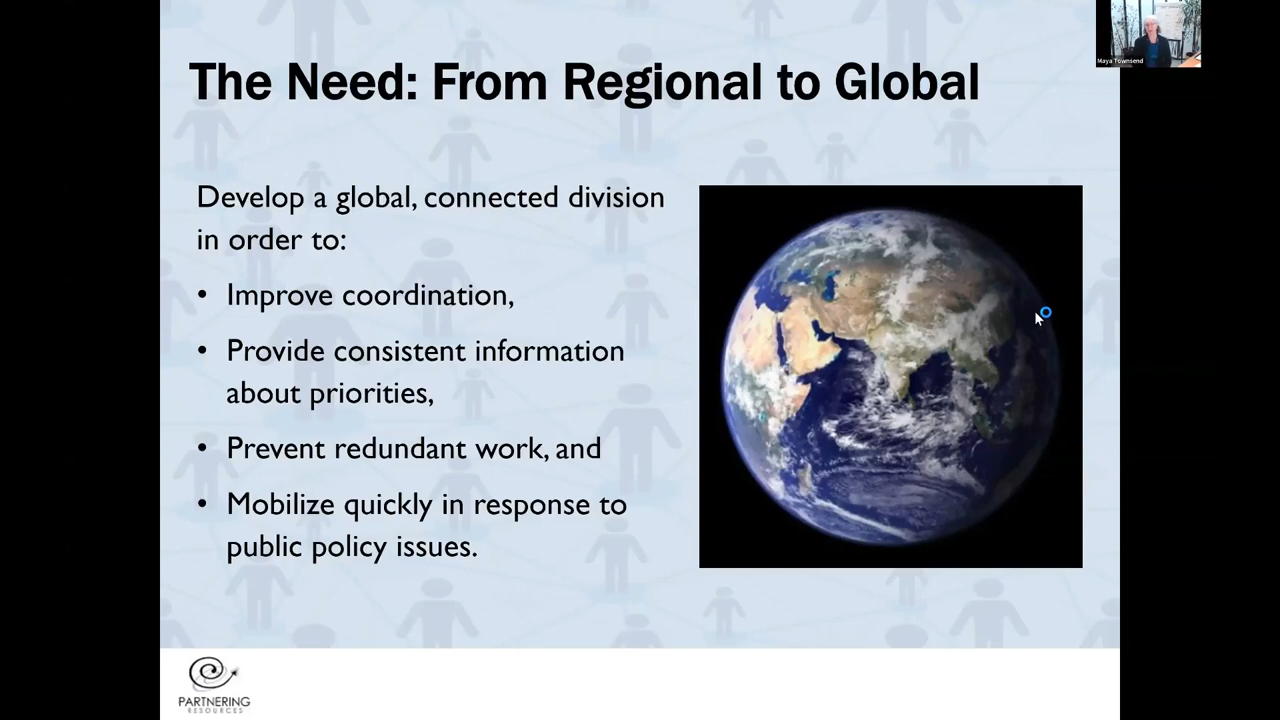 The Need: From Regional to Global
Maya Townsend
Develop a global, connected division
in order to:
• Improve coordination,
• Provide consistent information
about priorities,
• Prevent redundant work, and
• Mobilize quickly in response to
public policy issues.
PARTNERING
RESOURCES